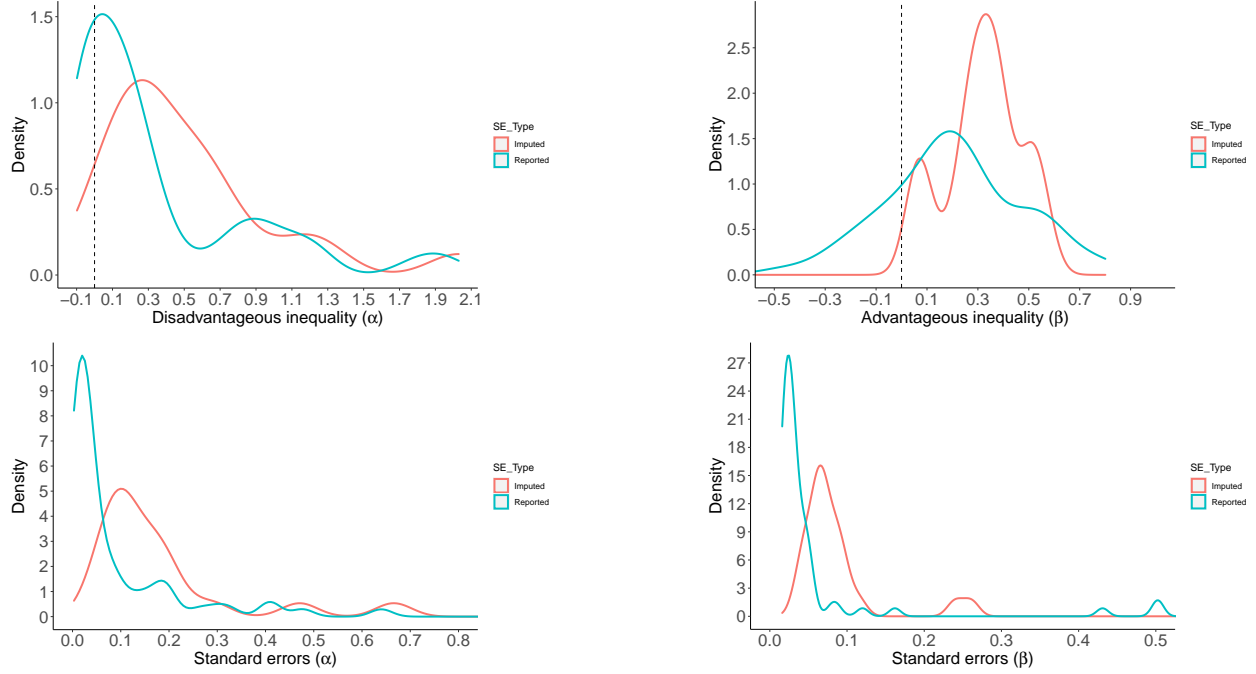 1.5
1.0
0.5
0.0
Density
−0.1 0.1 0.3 0.5 0.7 0.9 1.1 1.3 1.5 1.7 1.9 2.1
Disadvantageous inequality (α)
SE_Type
Imputed
Reported
2.5
2.0
1.5
1.0
0.5
0.0
Density
−0.5 −0.3 −0.1 0.1 0.3 0.5 0.7 0.9
Advantageous inequality (β)
SE_Type
Imputed
Reported
10
9
8
7
6
5
4
3
2
1
0
Density
0.0 0.1 0.2 0.3 0.4 0.5 0.6 0.7 0.8
Standard errors (α)
SE_Type
Imputed
Reported
27
24
21
18
15
12
9
6
3
0
Density
0.0 0.1 0.2 0.3 0.4 0.5
Standard errors (β)
SE_Type
Imputed
Reported